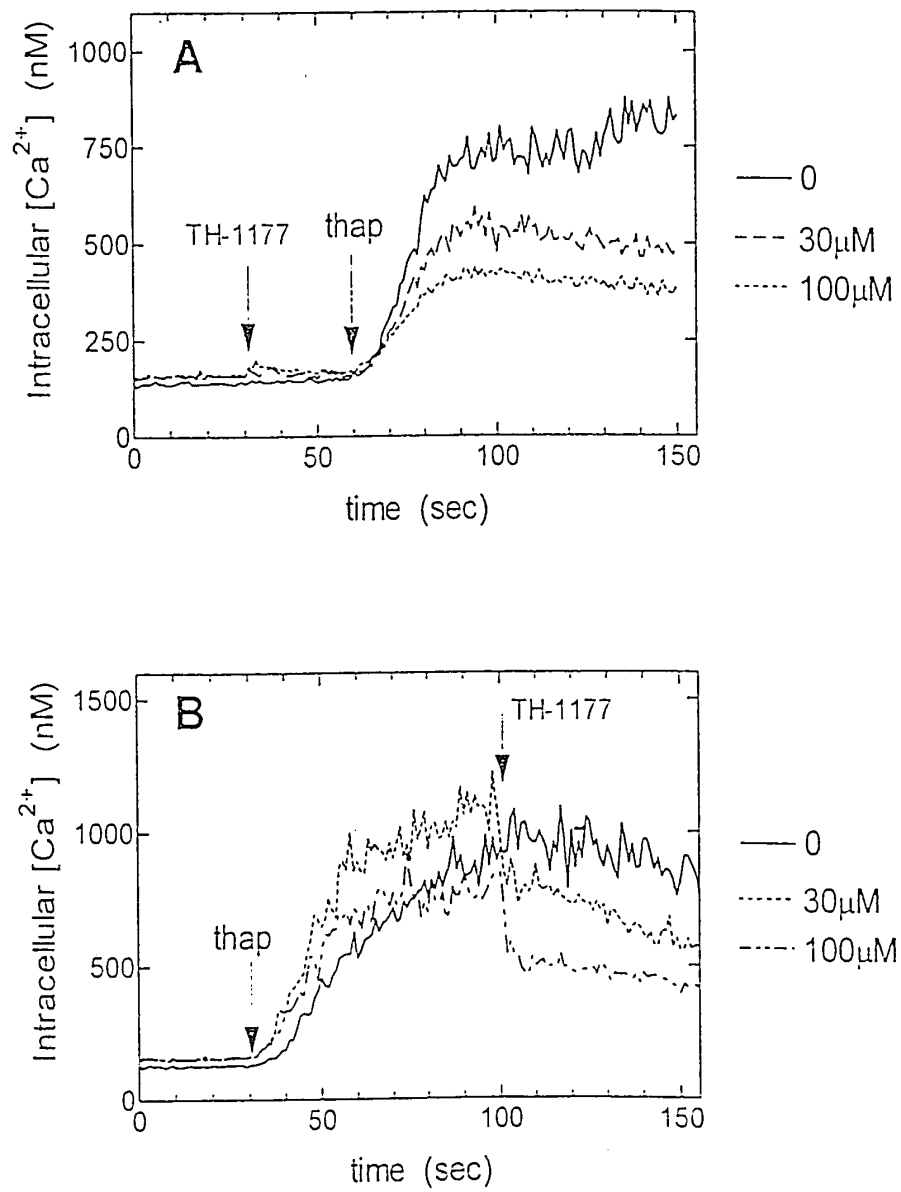 A
Intracellular [Ca2+] (nM)
1000
750
500
250
0
TH-1177
thap
0
30μM
100μM
0
50
100
150
time (sec)
B
Intracellular [Ca2+] (nM)
1500
1000
500
0
TH-1177
thap
0
30μM
100μM
0
50
100
150
time (sec)